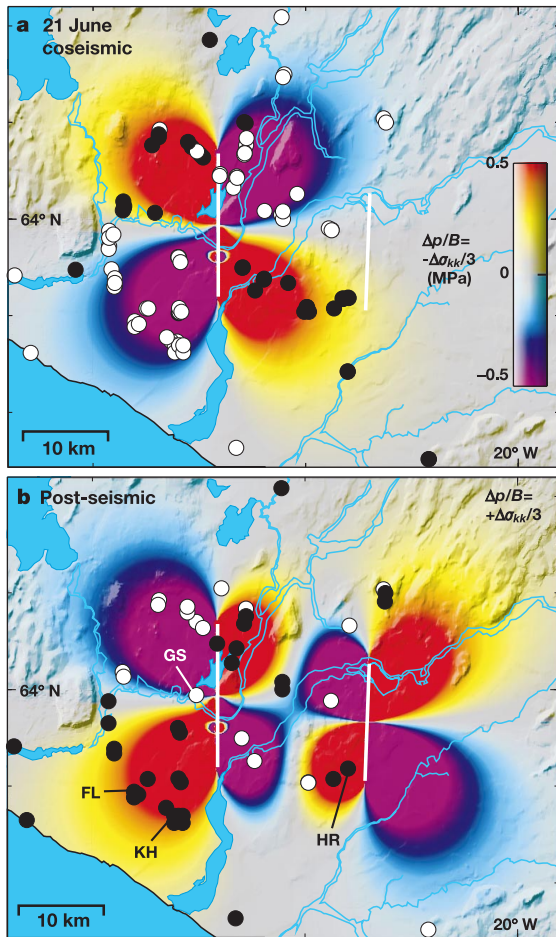 a 21 June
coseismic
64° N
0.5
Δp/B=
-Δσkk/3
(MPa)
0
–0.5
10 km
20° W
b Post-seismic
Δp/B=
+Δσkk/3
GS
64° N
FL
KH
HR
10 km
20° W